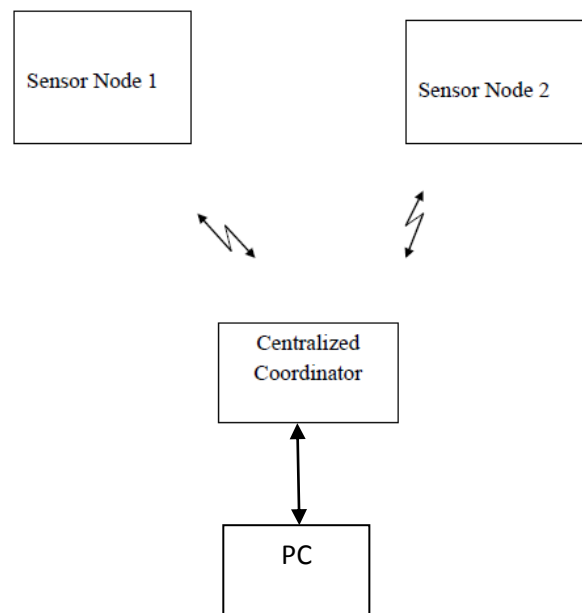 Sensor Node 1
Sensor Node 2
Centralized
Coordinator
PC